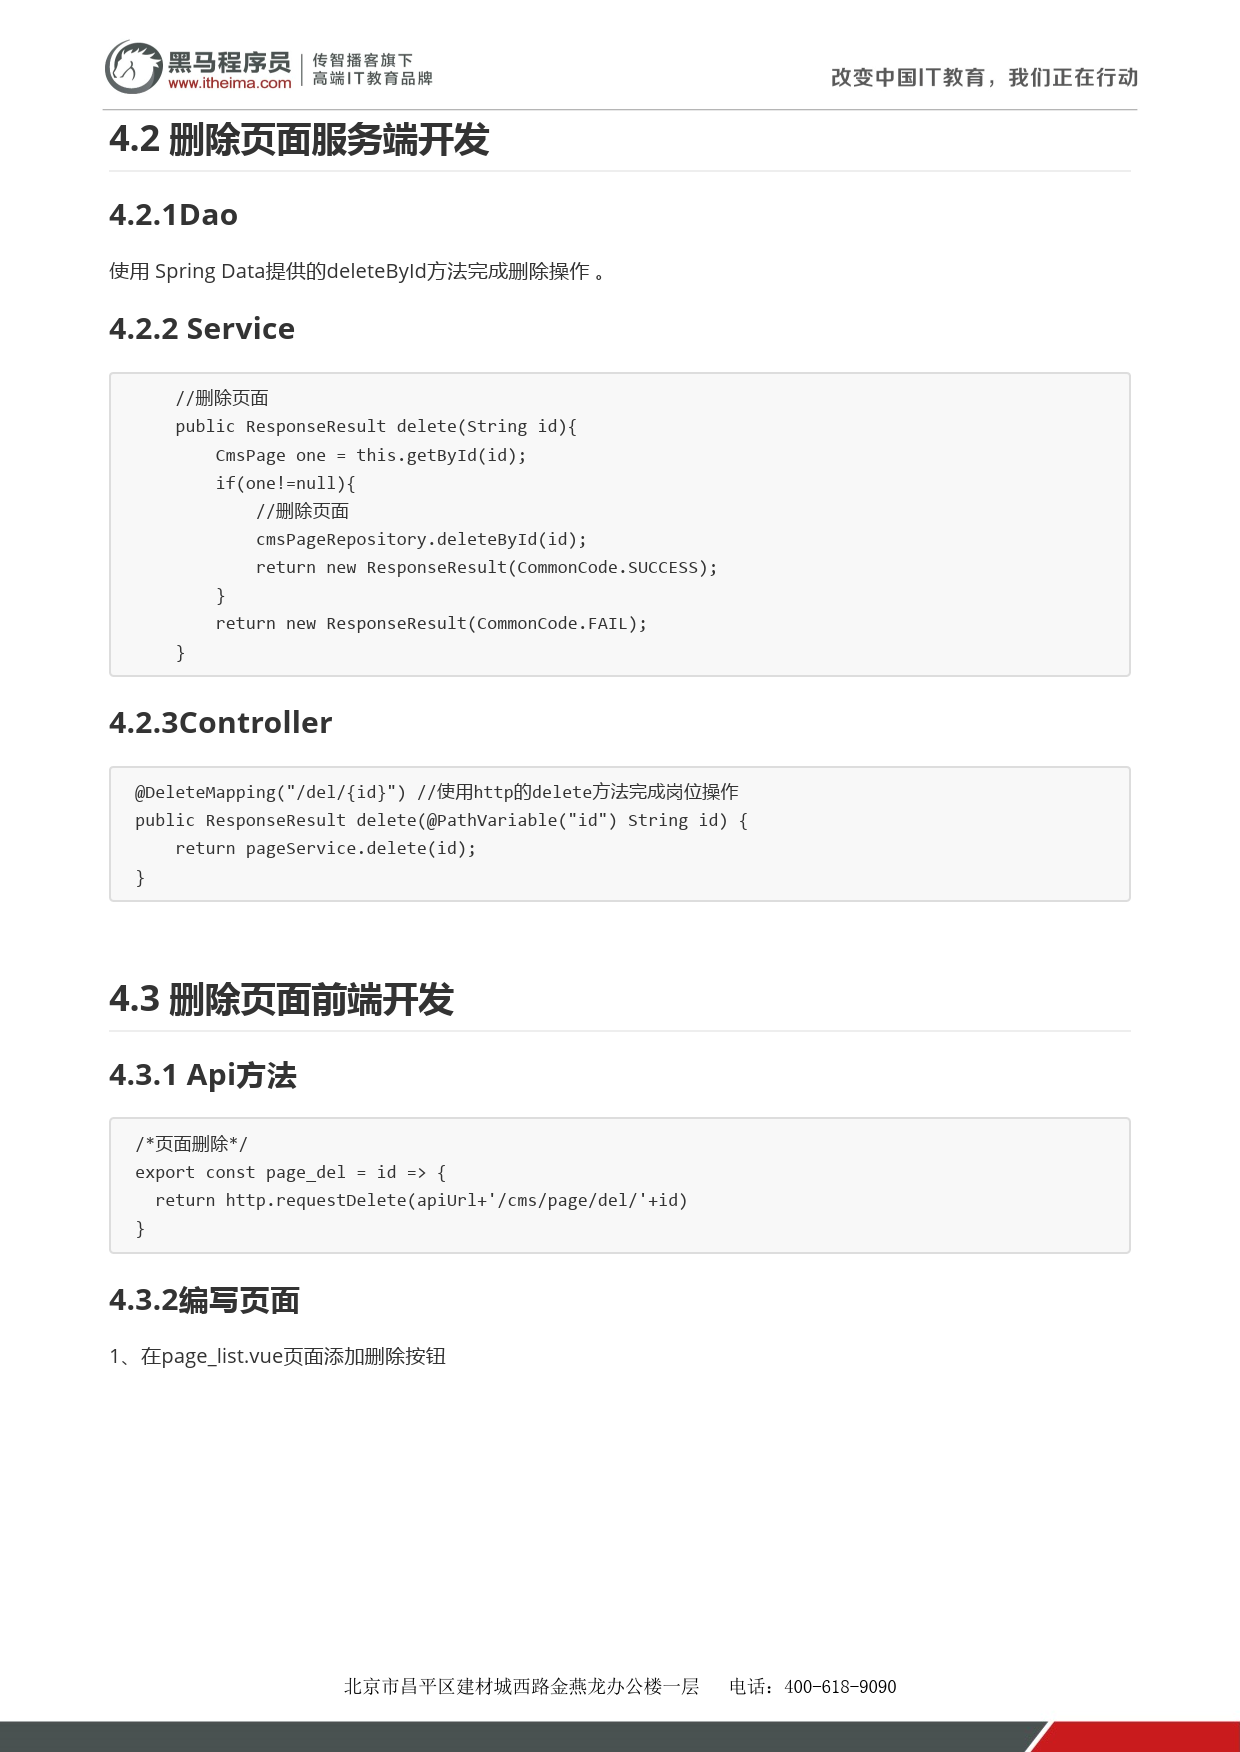 黑马程序员
www.itheima.com
传智播客旗下
高端IT教育品牌
改变中国IT教育，我们正在行动
4.2 删除页面服务端开发
4.2.1Dao
使用 Spring Data提供的deleteById方法完成删除操作 。
4.2.2 Service
    //删除页面
    public ResponseResult delete(String id){
        CmsPage one = this.getById(id);
        if(one!=null){
            //删除页面
            cmsPageRepository.deleteById(id);
            return new ResponseResult(CommonCode.SUCCESS);
        }
        return new ResponseResult(CommonCode.FAIL);
    }
4.2.3Controller
@DeleteMapping("/del/{id}") //使用http的delete方法完成岗位操作
public ResponseResult delete(@PathVariable("id") String id) {
    return pageService.delete(id);
}
4.3 删除页面前端开发
4.3.1 Api方法
/*页面删除*/
export const page_del = id => {
  return http.requestDelete(apiUrl+'/cms/page/del/'+id)
}
4.3.2编写页面
1、在page_list.vue页面添加删除按钮
北京市昌平区建材城西路金燕龙办公楼一层 电话：400-618-9090